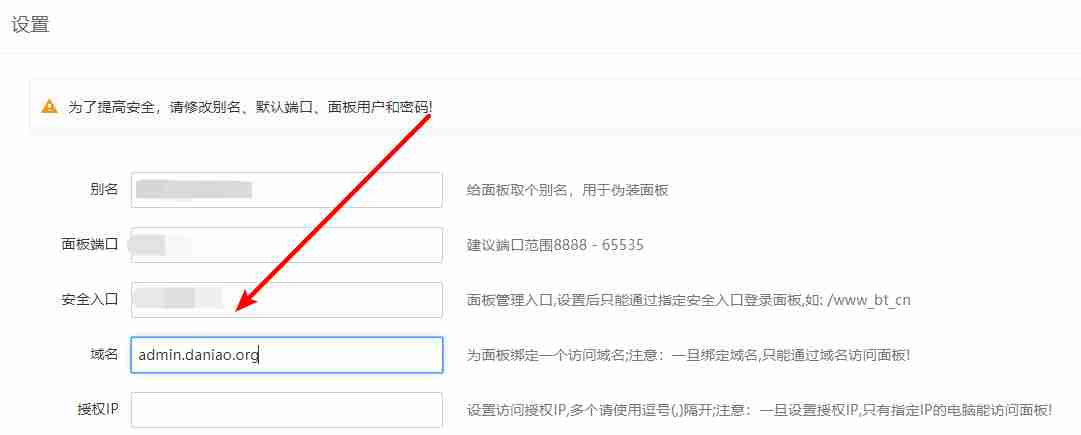 设置
为了提高安全，请修改别名、默认端口、面板用户和密码!
别名 给面板取个别名，用于伪装面板
面板端口 建议端口范围8888 - 65535
安全入口 面板管理入口,设置后只能通过指定安全入口登录面板,如: /www_bt_cn
域名 admin.daniao.org 为面板绑定一个访问域名;注意：一旦绑定域名,只能通过域名访问面板!
授权IP 设置访问授权IP,多个请使用逗号(,)隔开;注意：一旦设置授权IP,只有指定IP的电脑能访问面板!